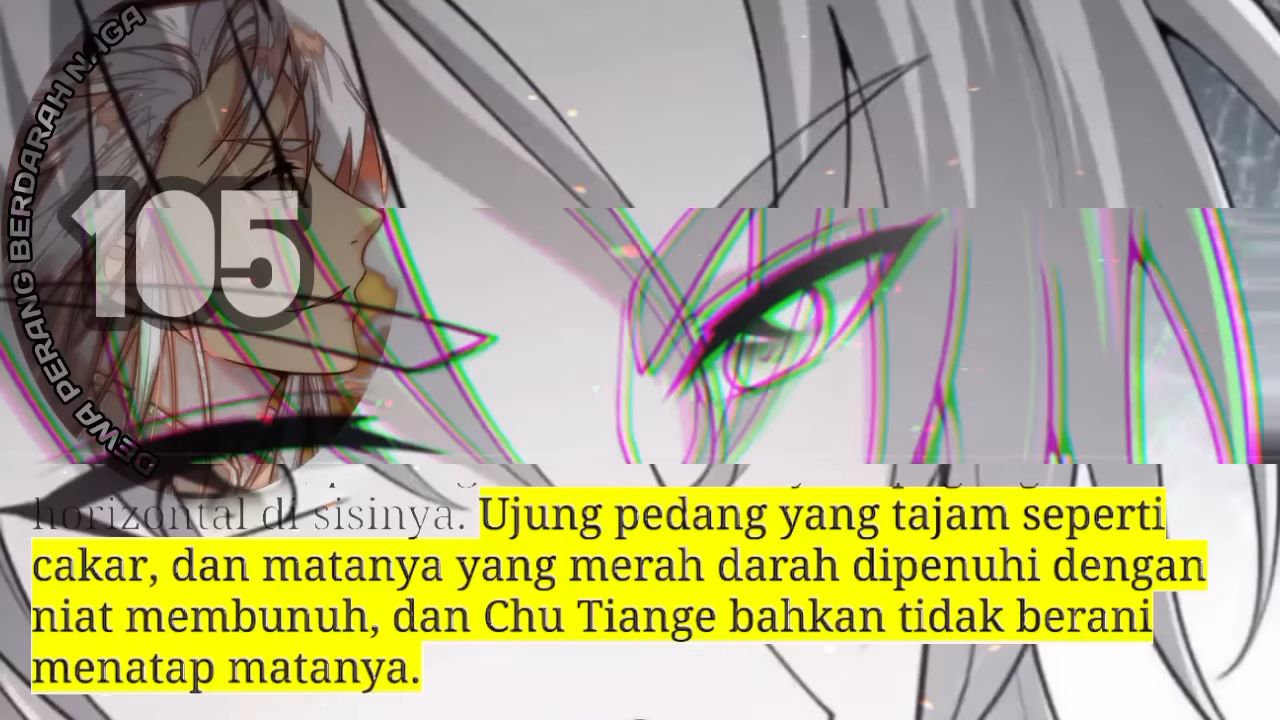 DEWA PERANG BERDARAH NAGA
105
horizontal di sisinya. Ujung pedang yang tajam seperti
cakar, dan matanya yang merah darah dipenuhi dengan
niat membunuh, dan Chu Tiange bahkan tidak berani
menatap matanya.